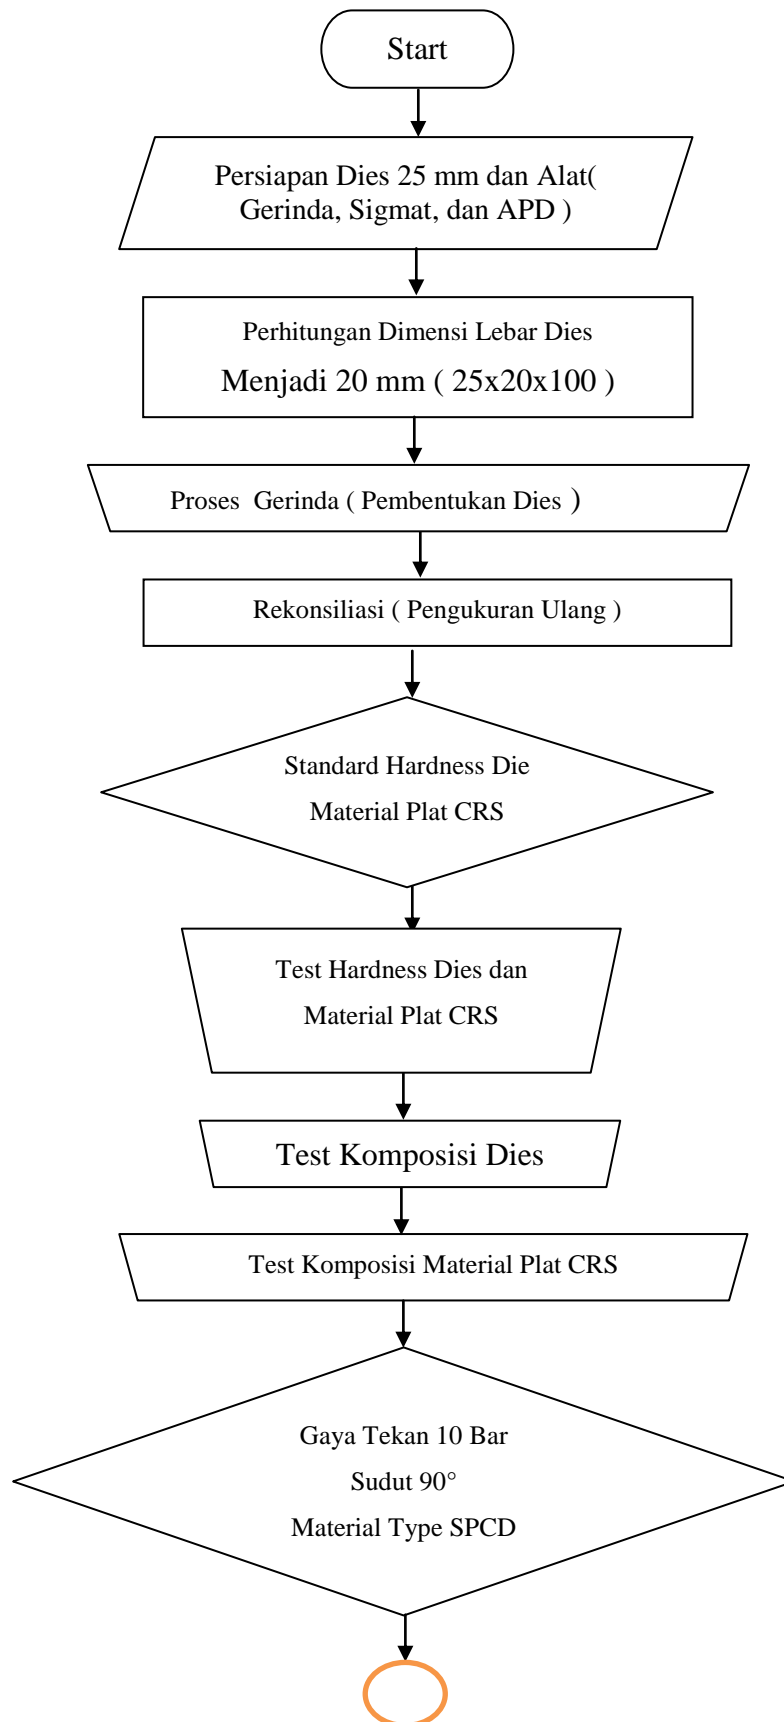 Start
Persiapan Dies 25 mm dan Alat(
Gerinda, Sigmat, dan APD )
Perhitungan Dimensi Lebar Dies
Menjadi 20 mm ( 25x20x100 )
Proses  Gerinda ( Pembentukan Dies )
Rekonsiliasi ( Pengukuran Ulang )
Standard Hardness Die
Material Plat CRS
Test Hardness Dies dan
Material Plat CRS
Test Komposisi Dies
Test Komposisi Material Plat CRS
Gaya Tekan 10 Bar
Sudut 90°
Material Type SPCD